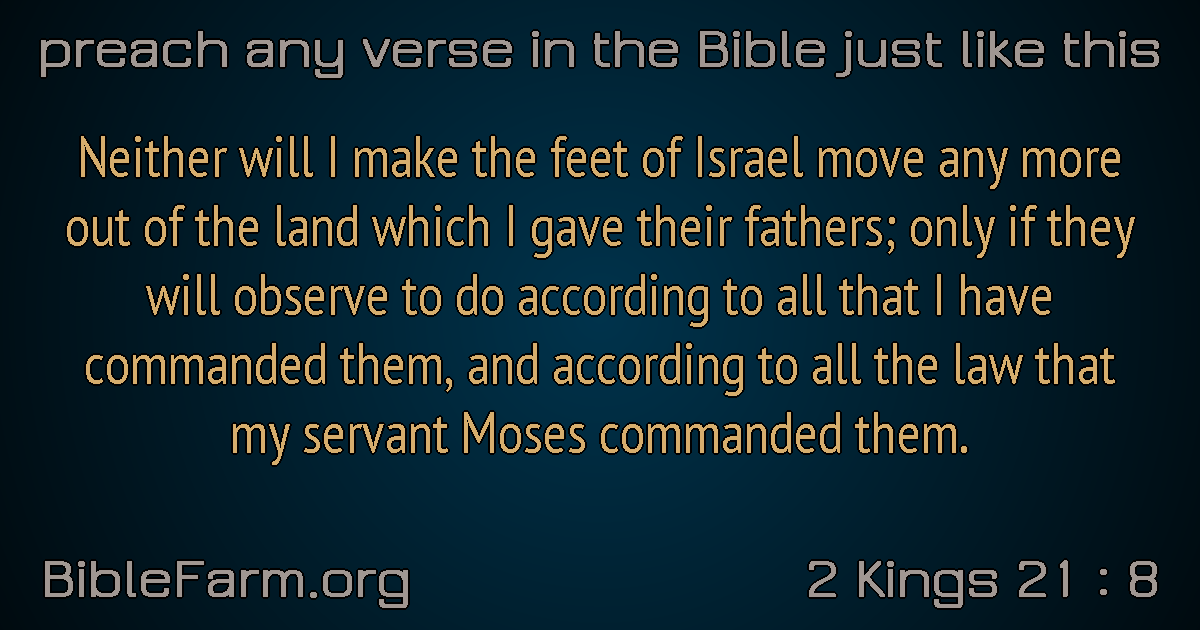 preach any verse in the Bible just like this
Neither will I make the feet of Israel move any more
out of the land which I gave their fathers; only if they
will observe to do according to all that I have
commanded them, and according to all the law that
my servant Moses commanded them.
BibleFarm.org
2 Kings 21 : 8